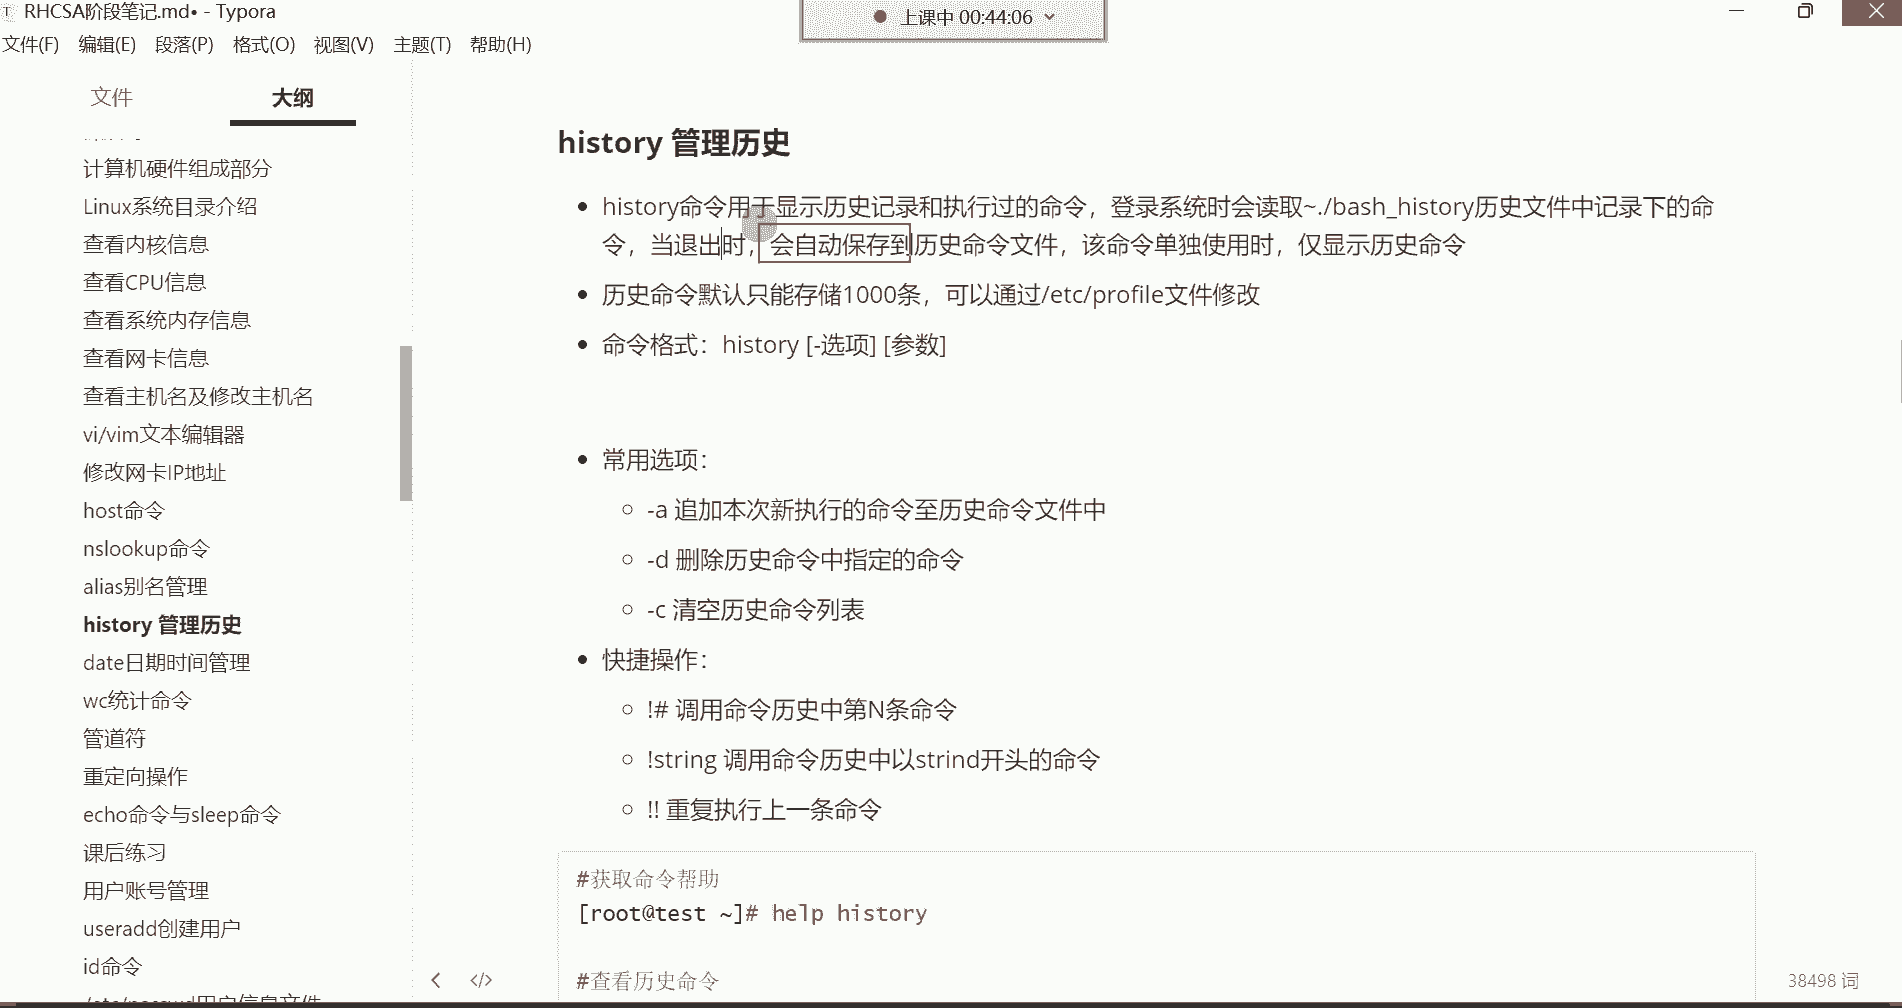 RHCSA阶段笔记.md• - Typora
上课中 00:44:06
文件(F) 编辑(E) 段落(P) 格式(O) 视图(V) 主题(T) 帮助(H)
文件 大纲
计算机硬件组成部分
Linux系统目录介绍
查看内核信息
查看CPU信息
查看系统内存信息
查看网卡信息
查看主机名及修改主机名
vi/vim文本编辑器
修改网卡IP地址
host命令
nslookup命令
alias别名管理
history 管理历史
date日期时间管理
wc统计命令
管道符
重定向操作
echo命令与sleep命令
课后练习
用户账号管理
useradd创建用户
id命令
/etc/passwd用户信息文件
history 管理历史
history命令用于显示历史记录和执行过的命令，登录系统时会读取~./bash_history历史文件中记录下的命
令，当退出时，会自动保存到历史命令文件，该命令单独使用时，仅显示历史命令
历史命令默认只能存储1000条，可以通过/etc/profile文件修改
命令格式：history [-选项] [参数]
常用选项：
-a 追加本次新执行的命令至历史命令文件中
-d 删除历史命令中指定的命令
-c 清空历史命令列表
快捷操作：
!# 调用命令历史中第N条命令
!string 调用命令历史中以strind开头的命令
!! 重复执行上一条命令
#获取命令帮助
[root@test ~]# help history
#查看历史命令
38498 词